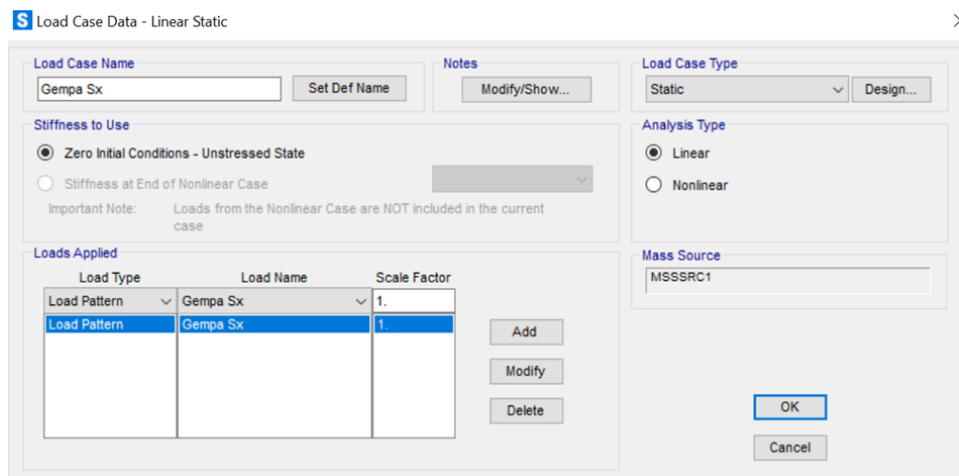 S Load Case Data - Linear Static
Load Case Name
Gempa Sx
Set Def Name
Notes
Modify/Show...
Load Case Type
Static
Design...
Stiffness to Use
Zero Initial Conditions - Unstressed State
Stiffness at End of Nonlinear Case
Important Note: Loads from the Nonlinear Case are NOT included in the current
case
Analysis Type
Linear
Nonlinear
Loads Applied
Load Type Load Name Scale Factor
Load Pattern Gempa Sx 1.
Load Pattern Gempa Sx 1.
Add
Modify
Delete
Mass Source
MSSSRC1
OK
Cancel